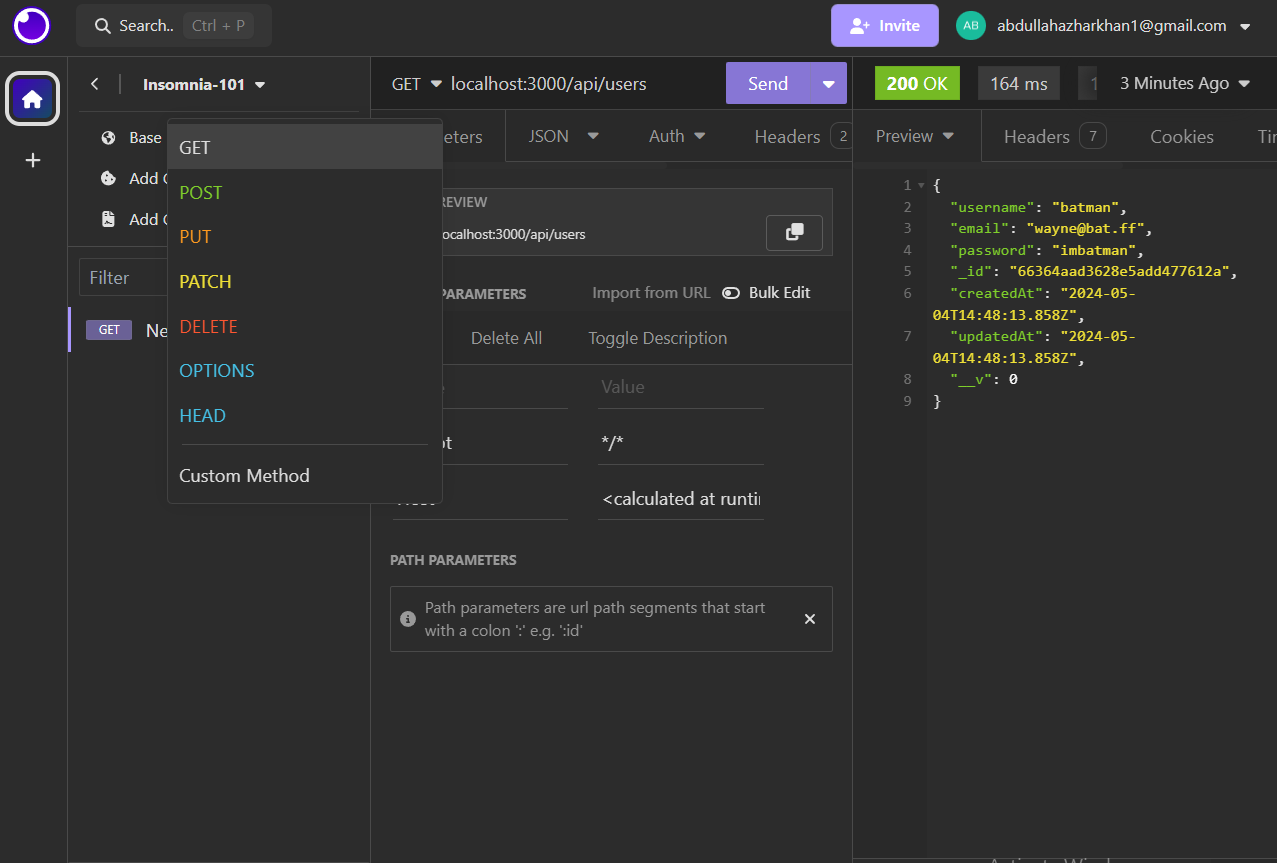 Search.. Ctrl + P
Invite
AB
abdullahazharkhan1@gmail.com
Insomnia-101
GET localhost:3000/api/users
Send
200 OK
164 ms
1
3 Minutes Ago
Base
Add
Add
Filter
GET
GET
POST
PUT
PATCH
DELETE
OPTIONS
HEAD
Custom Method
JSON
Auth
Headers 2
localhost:3000/api/users
PARAMETERS
Import from URL
Bulk Edit
Delete All
Toggle Description
Value
*/*
<calculated at
PATH PARAMETERS
Path parameters are url path segments that start
with a colon ':' e.g. ':id'
Preview
Headers 7
Cookies
1 {
2 "username": "batman",
3 "email": "wayne@bat.ff",
4 "password": "imbatman",
5 "_id": "66364aad3628e5add477612a",
6 "createdAt": "2024-05-
04T14:48:13.858Z",
7 "updatedAt": "2024-05-
04T14:48:13.858Z",
8 "__v": 0
9 }